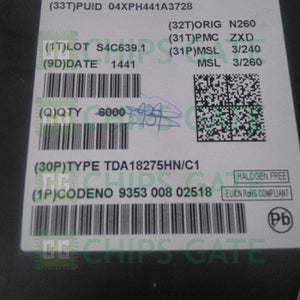 (33T)PUID 04XPH441A3728
(32T)ORIG N260
(31T)PMC ZXD
(1T)LOT S4C639.1
(31P)MSL 3/240
(9D)DATE 1441
MSL 3/260
(Q)QTY 6000
(30P)TYPE TDA18275HN/C1
HALOGEN FREE
(1P)CODENO 9353 008 02518
EU/CN RoHS COMPLIANT
Pb
CHIPS GATE
CHIPS GATE